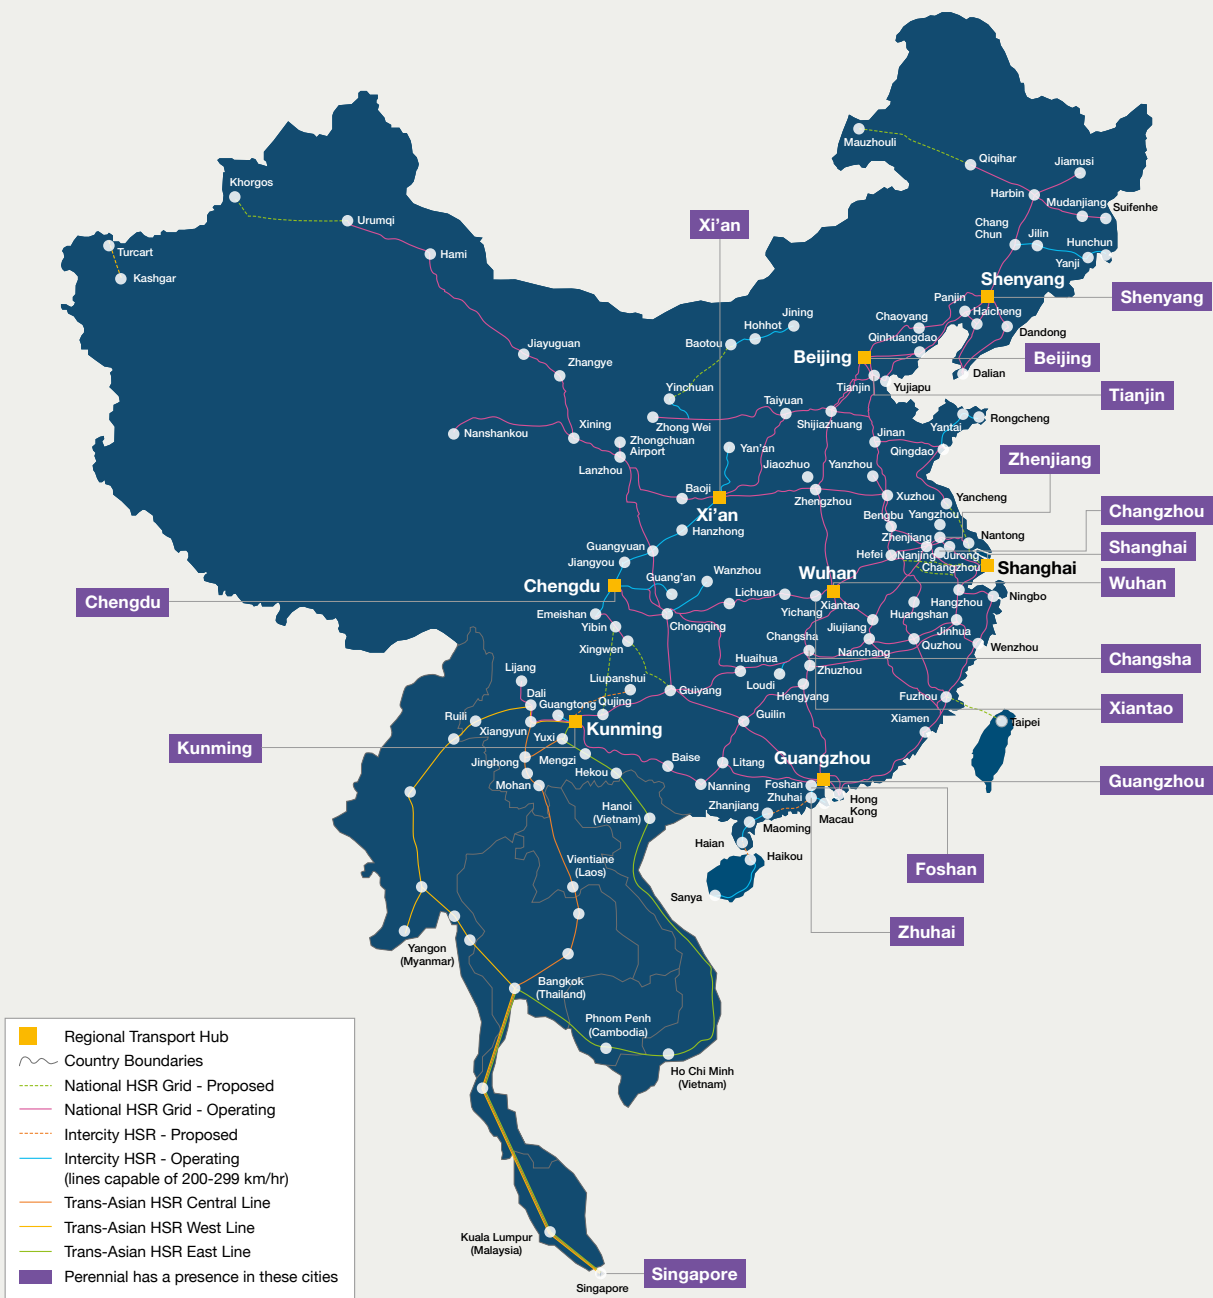 Mauzhouli
Qiqihar
Jiamusi
Khorgos
Harbin
Mudanjiang
Suifenhe
Urumqi
Xi'an
Chang
Chun
Jilin
Hunchun
Turcart
Hami
Yanji
Kashgar
Shenyang
Shenyang
Panjin
Haicheng
Jining
Chaoyang
Hohhot
Dandong
Qinhuangdao
Baotou
Jiayuguan
Beijing
Beijing
Zhangye
Dalian
Yinchuan
Tianjin
Yujiapu
Tianjin
Taiyuan
Rongcheng
Zhong Wei
Shijiazhuang
Yantai
Xining
Nanshankou
Zhongchuan
Airport
Jinan
Qingdao
Yan'an
Lanzhou
Zhenjiang
Jiaozhuo
Yanzhou
Baoji
Xuzhou
Yancheng
Zhengzhou
Changzhou
Xi'an
Bengbu
Yangzhou
Hanzhong
Nantong
Zhenjiang
Shanghai
Guangyuan
Hefei
Nanjing
Jurong
Jiangyou
Changzhou
Shanghai
Wanzhou
Wuhan
Guang'an
Chengdu
Wuhan
Chengdu
Lichuan
Ningbo
Hangzhou
Xiantao
Yichang
Emeishan
Huangshan
Yibin
Chongqing
Jiujiang
Jinhua
Changsha
Xingwen
Quzhou
Wenzhou
Nanchang
Huaihua
Changsha
Lijang
Zhuzhou
Liupanshui
Loudi
Guiyang
Hengyang
Dali
Fuzhou
Guangtong
Qujing
Xiantao
Ruili
Guilin
Xiamen
Taipei
Xiangyun
Kunming
Yuxi
Kunming
Mengzi
Guangzhou
Jinghong
Baise
Litang
Hekou
Guangzhou
Mohan
Nanning
Foshan
Zhuhai
Hong
Kong
Hanoi
(Vietnam)
Zhanjiang
Macau
Maoming
Haian
Haikou
Vientiane
(Laos)
Foshan
Sanya
Zhuhai
Yangon
(Myanmar)
Bangkok
(Thailand)
Phnom Penh
(Cambodia)
Ho Chi Minh
(Vietnam)
Kuala Lumpur
(Malaysia)
Singapore
Singapore
Regional Transport Hub
Country Boundaries
National HSR Grid - Proposed
National HSR Grid - Operating
Intercity HSR - Proposed
Intercity HSR - Operating
(lines capable of 200-299 km/hr)
Trans-Asian HSR Central Line
Trans-Asian HSR West Line
Trans-Asian HSR East Line
Perennial has a presence in these cities